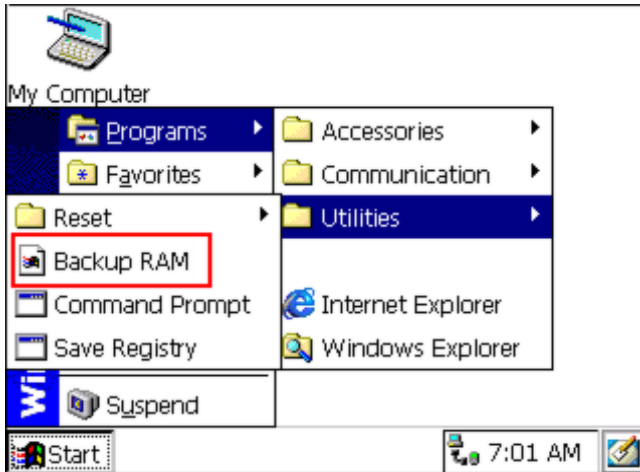 My Computer
Programs
Accessories
Favorites
Communication
Reset
Utilities
Backup RAM
Command Prompt
Internet Explorer
Save Registry
Windows Explorer
Wi
Suspend
Start
7:01 AM